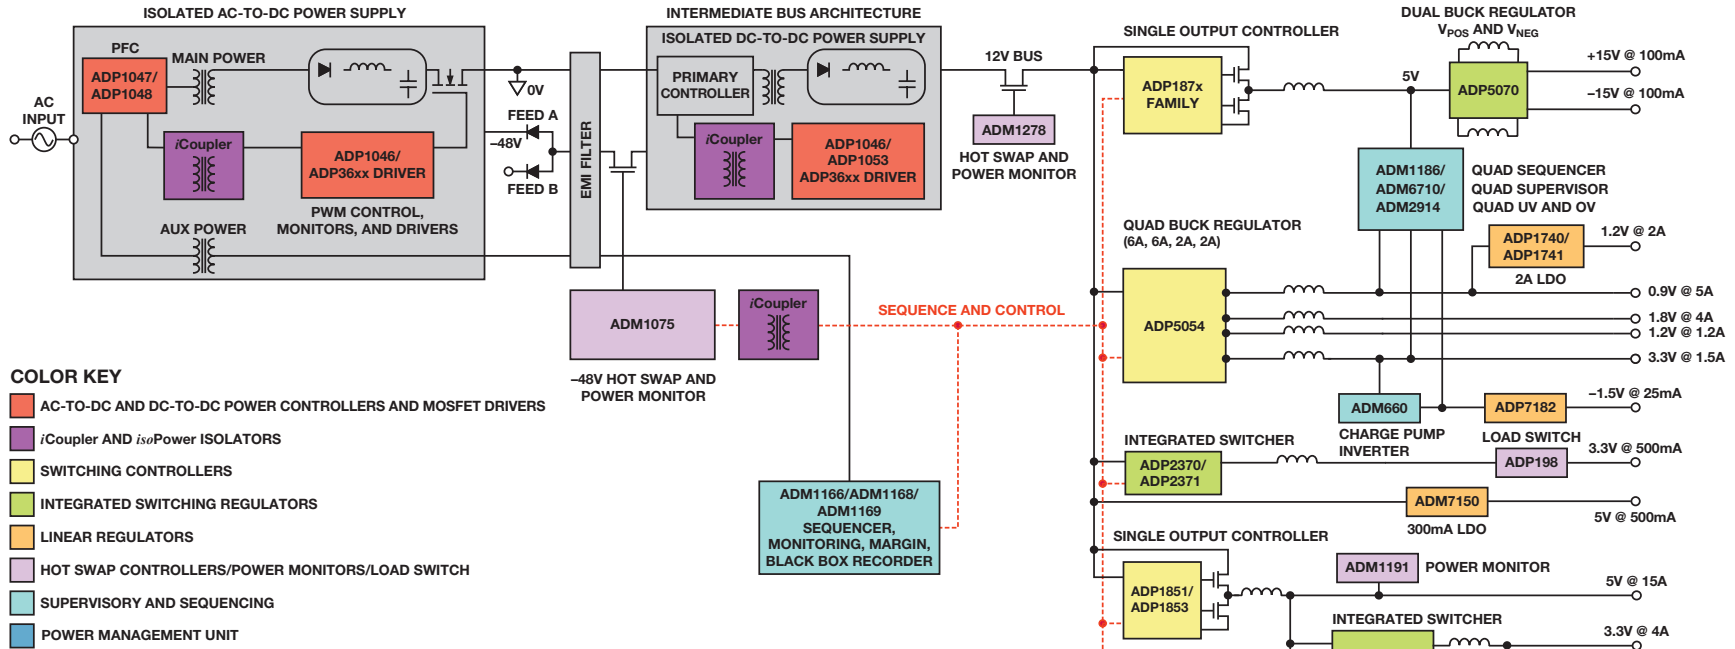 ISOLATED AC-TO-DC POWER SUPPLY
PFC
ADP1047/
ADP1048
MAIN POWER
AC
INPUT
iCoupler
ADP1046/
ADP36xx DRIVER
PWM CONTROL,
MONITORS, AND DRIVERS
AUX POWER
0V
FEED A
–48V
FEED B
EMI FILTER
INTERMEDIATE BUS ARCHITECTURE
ISOLATED DC-TO-DC POWER SUPPLY
PRIMARY
CONTROLLER
iCoupler
ADP1046/
ADP1053
ADP36xx DRIVER
12V BUS
ADM1278
HOT SWAP AND
POWER MONITOR
ADM1075
–48V HOT SWAP AND
POWER MONITOR
iCoupler
SEQUENCE AND CONTROL
ADM1166/ADM1168/
ADM1169
SEQUENCER,
MONITORING, MARGIN,
BLACK BOX RECORDER
SINGLE OUTPUT CONTROLLER
ADP187x
FAMILY
5V
DUAL BUCK REGULATOR
VPOS AND VNEG
ADP5070
+15V @ 100mA
–15V @ 100mA
ADM1186/
ADM6710/
ADM2914
QUAD SEQUENCER
QUAD SUPERVISOR
QUAD UV AND OV
QUAD BUCK REGULATOR
(6A, 6A, 2A, 2A)
ADP5054
ADP1740/
ADP1741
2A LDO
1.2V @ 2A
0.9V @ 5A
1.8V @ 4A
1.2V @ 1.2A
3.3V @ 1.5A
ADM660
CHARGE PUMP
INVERTER
ADP7182
–1.5V @ 25mA
INTEGRATED SWITCHER
ADP2370/
ADP2371
LOAD SWITCH
ADP198
3.3V @ 500mA
ADM7150
300mA LDO
5V @ 500mA
SINGLE OUTPUT CONTROLLER
ADP1851/
ADP1853
ADM1191
POWER MONITOR
5V @ 15A
INTEGRATED SWITCHER
3.3V @ 4A
COLOR KEY
AC-TO-DC AND DC-TO-DC POWER CONTROLLERS AND MOSFET DRIVERS
iCoupler AND isoPower ISOLATORS
SWITCHING CONTROLLERS
INTEGRATED SWITCHING REGULATORS
LINEAR REGULATORS
HOT SWAP CONTROLLERS/POWER MONITORS/LOAD SWITCH
SUPERVISORY AND SEQUENCING
POWER MANAGEMENT UNIT